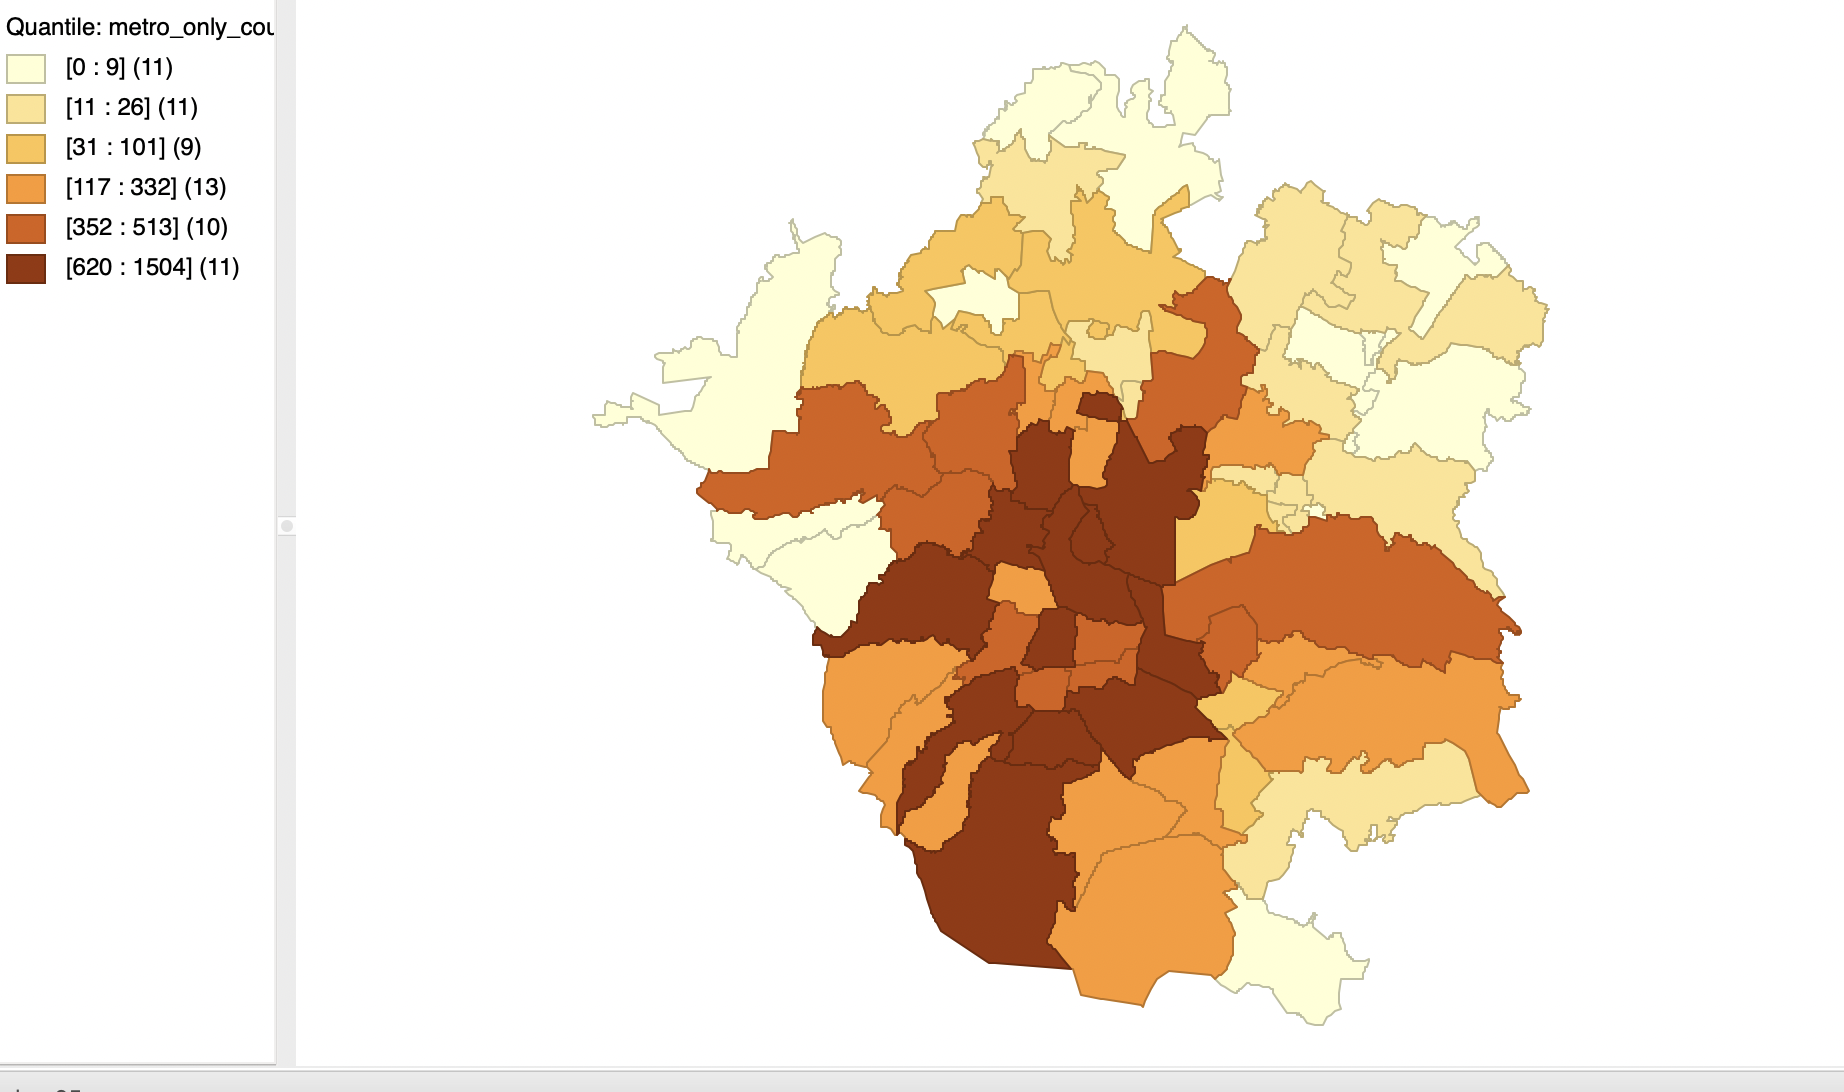 Quantile: metro_only_cou
[0 : 9] (11)
[11 : 26] (11)
[31 : 101] (9)
[117 : 332] (13)
[352 : 513] (10)
[620 : 1504] (11)